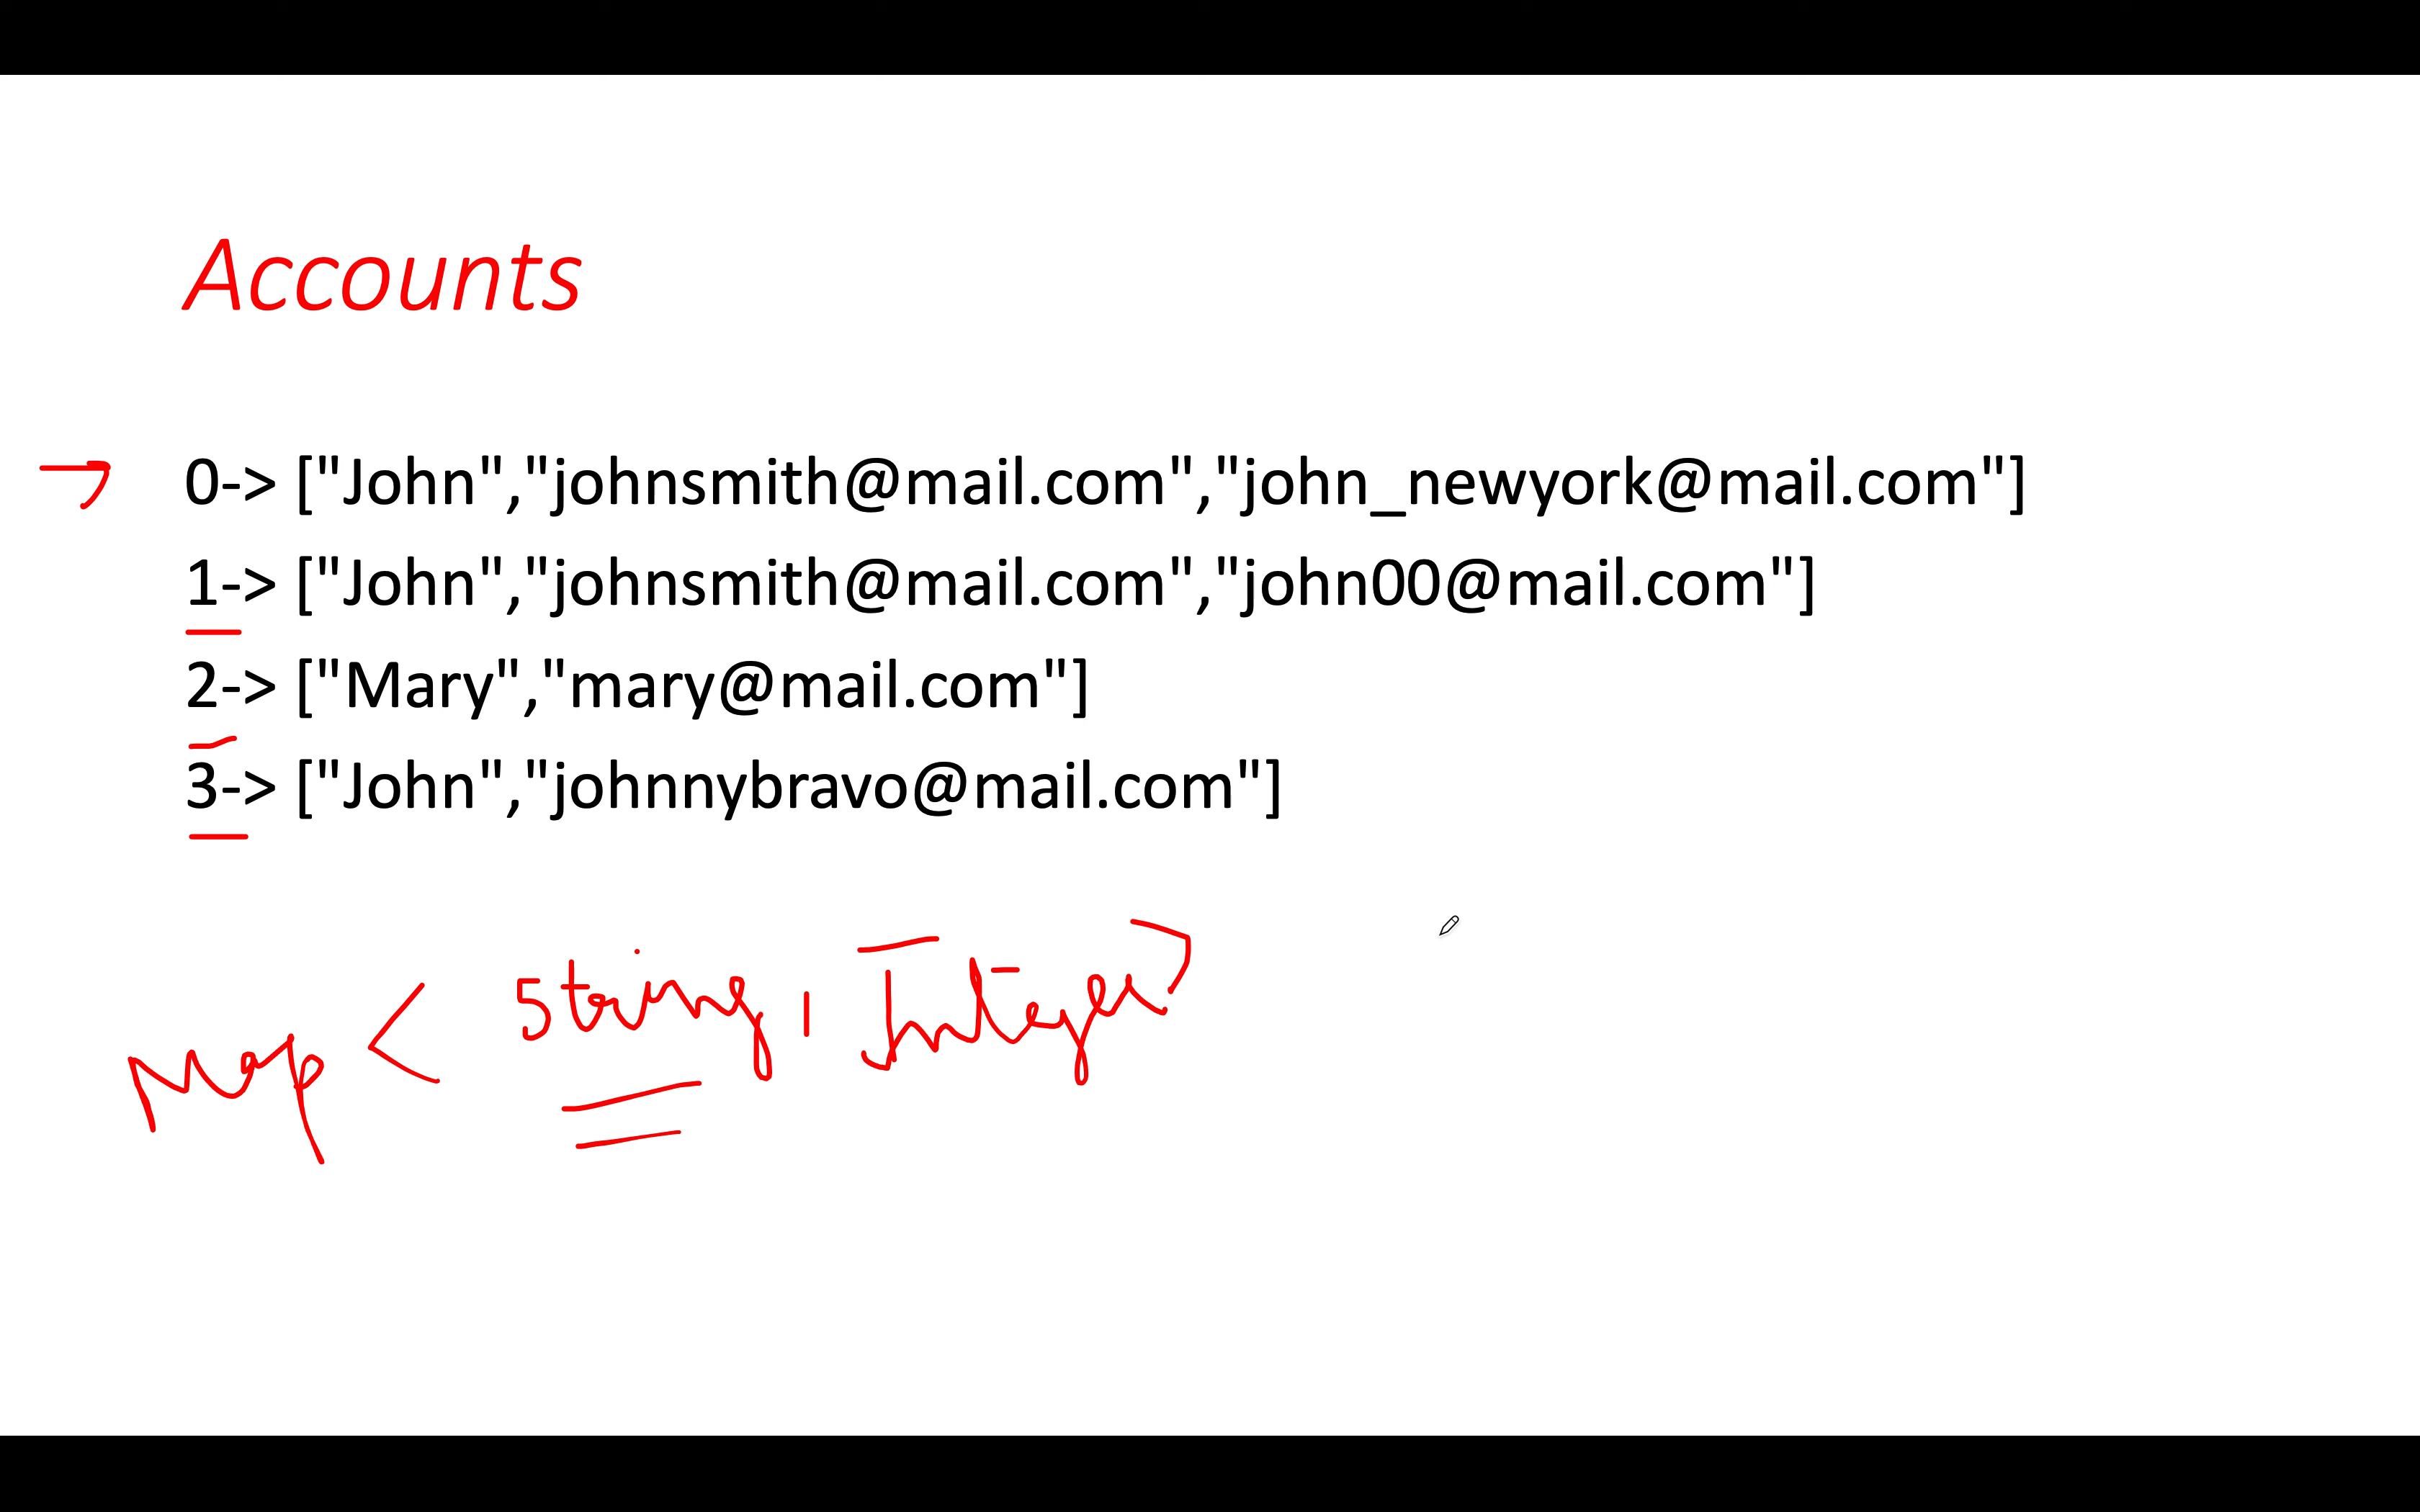 Accounts
0-> ["John","johnsmith@mail.com","john_newyork@mail.com"]
1-> ["John","johnsmith@mail.com","john00@mail.com"]
2-> ["Mary","mary@mail.com"]
3-> ["John","johnnybravo@mail.com"]
Map < String, Integer>